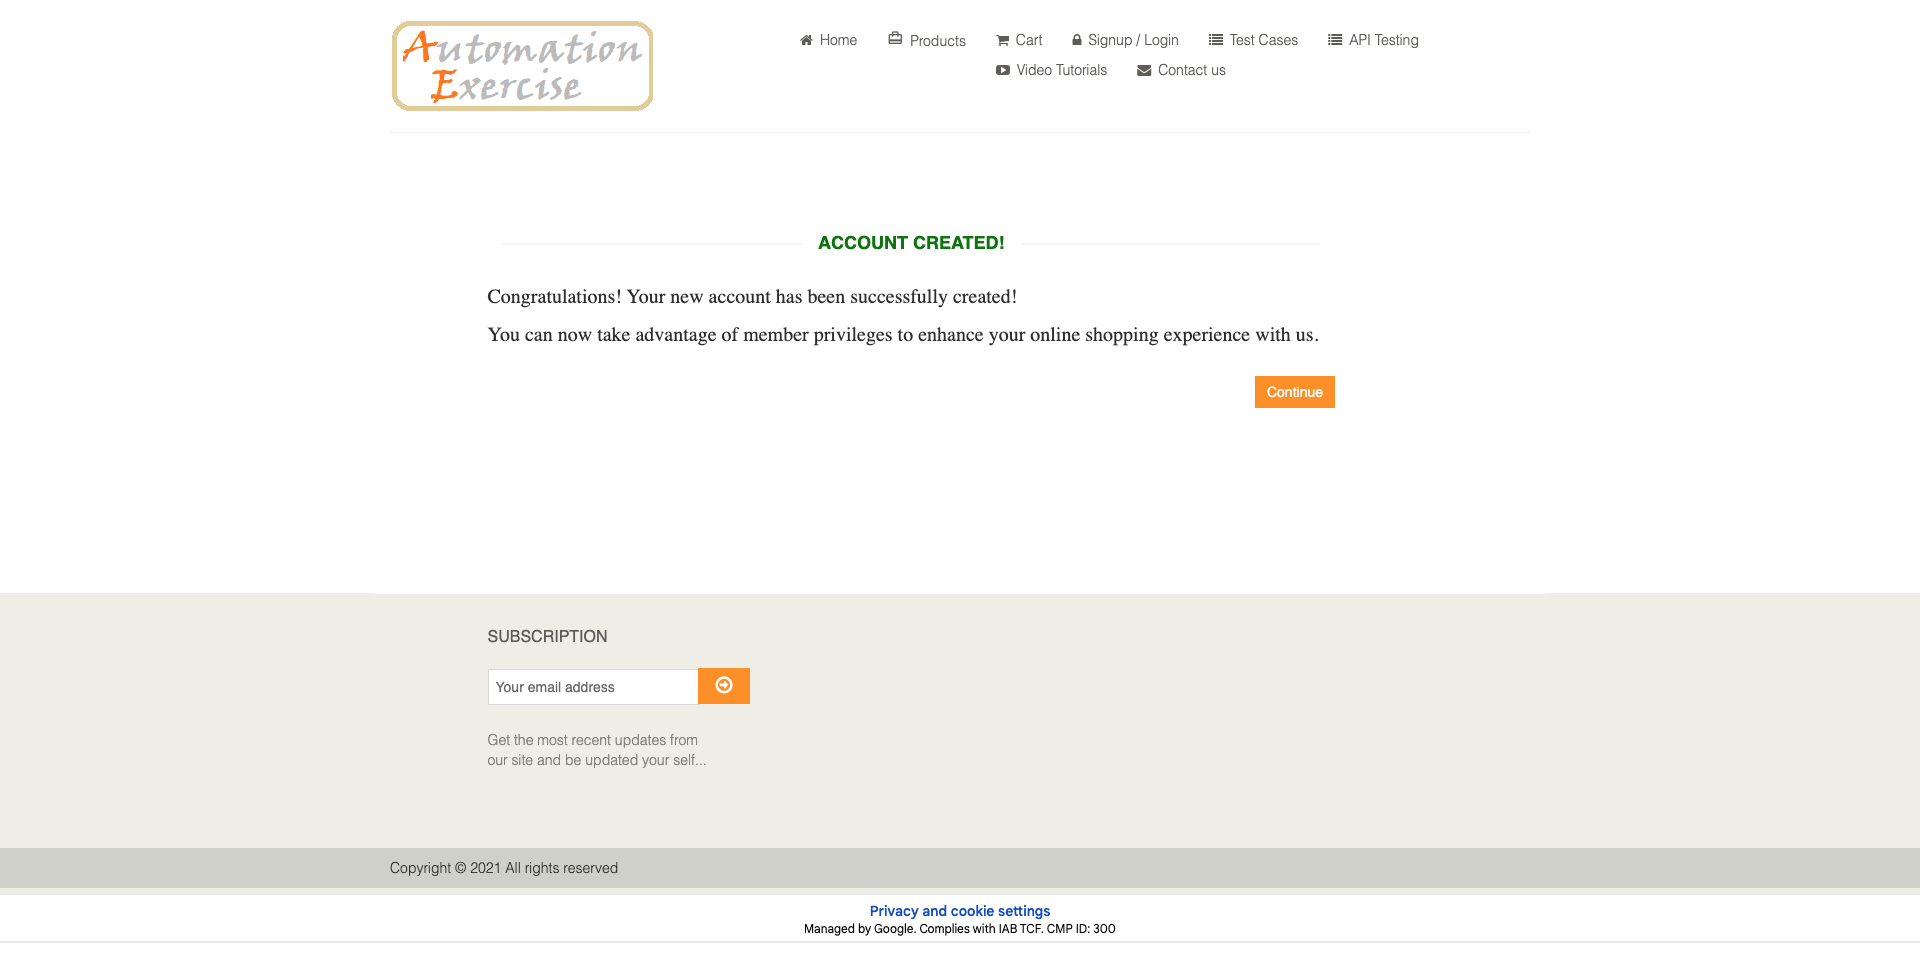 Automation
Exercise
Home
Products
Cart
Signup / Login
Test Cases
API Testing
Video Tutorials
Contact us
ACCOUNT CREATED!
Congratulations! Your new account has been successfully created!
You can now take advantage of member privileges to enhance your online shopping experience with us.
Continue
SUBSCRIPTION
Your email address
Get the most recent updates from
our site and be updated your self...
Copyright © 2021 All rights reserved
Privacy and cookie settings
Managed by Google. Complies with IAB TCF. CMP ID: 300